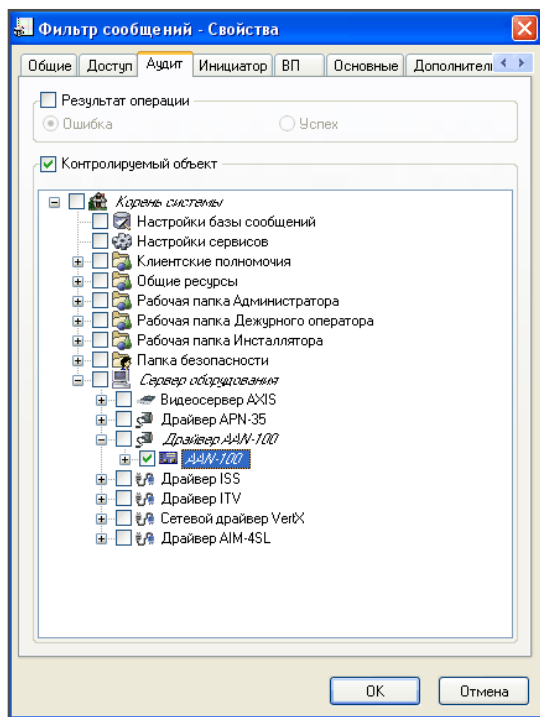 Фильтр сообщений - Свойства
Общие Доступ Аудит Инициатор ВП Основные Дополнител
Результат операции
Ошибка Успех
Контролируемый объект
Корень системы
Настройки базы сообщений
Настройки сервисов
Клиентские полномочия
Общие ресурсы
Рабочая папка Администратора
Рабочая папка Дежурного оператора
Рабочая папка Инсталлятора
Папка безопасности
Сервер оборудования
Видеосервер AXIS
Драйвер APN-35
Драйвер AAN-100
AAN-100
Драйвер ISS
Драйвер ITV
Сетевой драйвер VertX
Драйвер AIM-4SL
OK Отмена